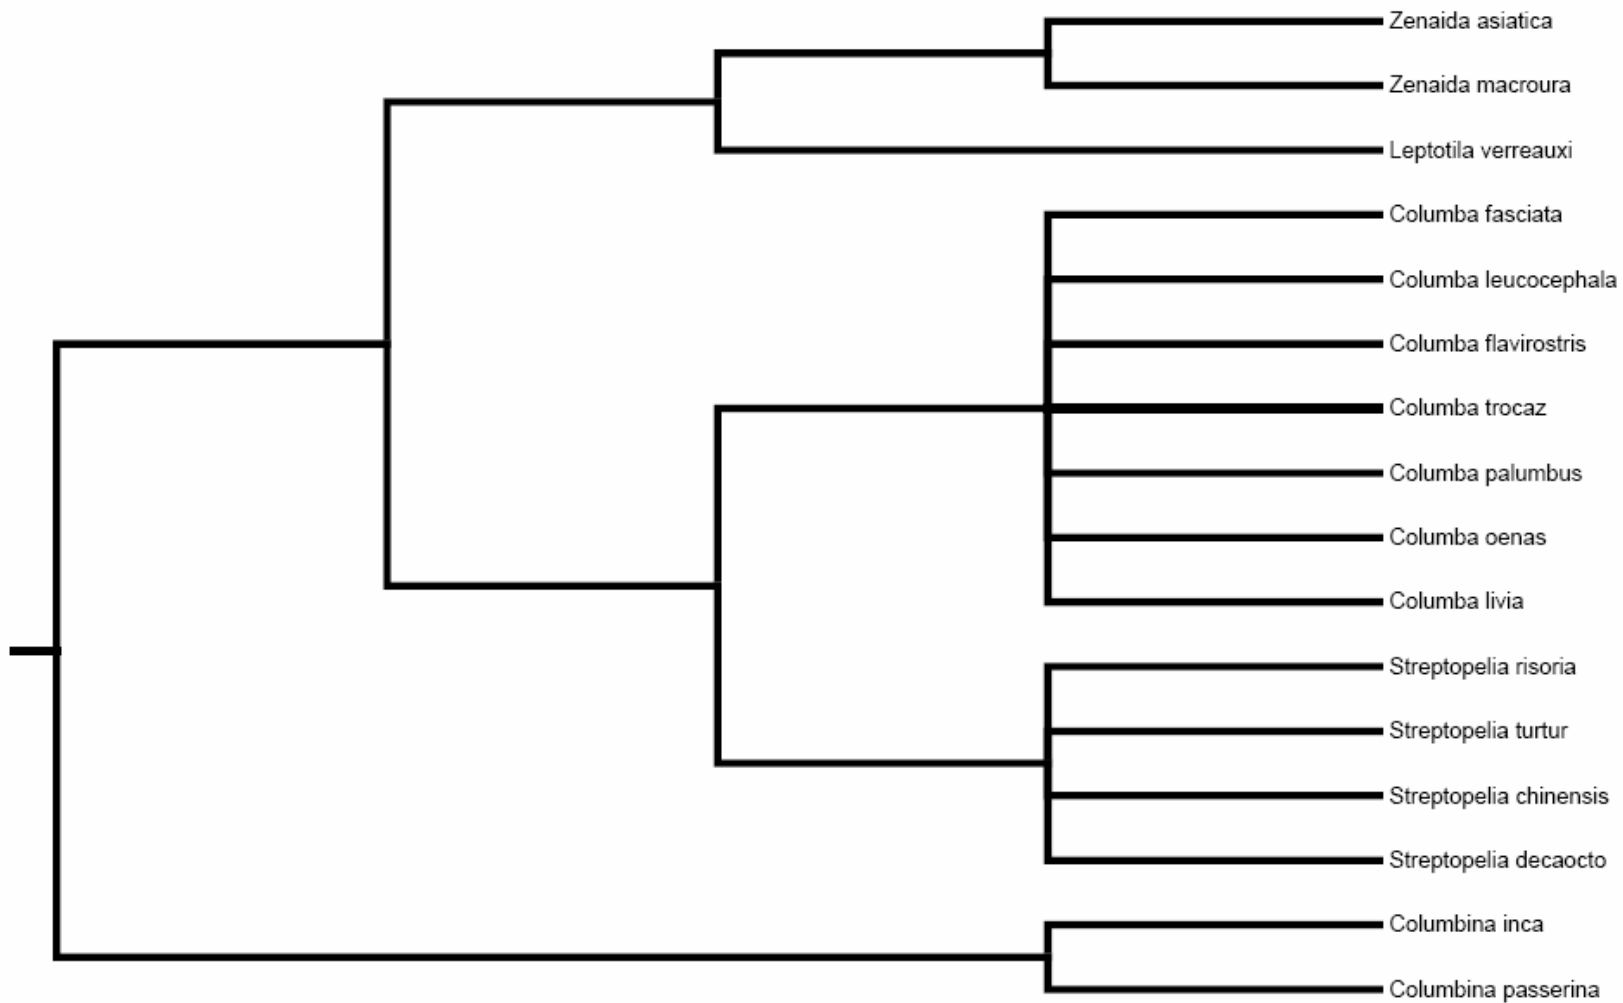 Zenaida asiatica
Zenaida macroura
Leptotila verreauxi
Columba fasciata
Columba leucocephala
Columba flavirostris
Columba trocaz
Columba palumbus
Columba oenas
Columba livia
Streptopelia risoria
Streptopelia turtur
Streptopelia chinensis
Streptopelia decaocto
Columbina inca
Columbina passerina